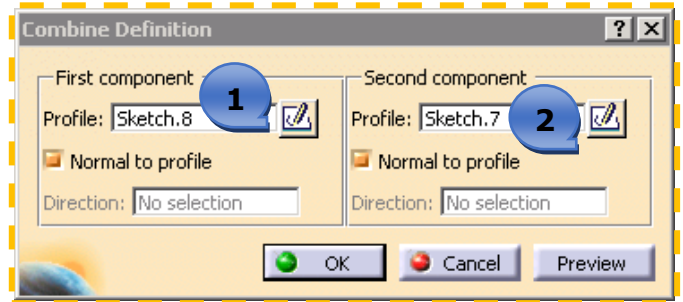 Combine Definition ? X
First component Second component
1 2
Profile: Sketch.8 Profile: Sketch.7
Normal to profile Normal to profile
Direction: No selection Direction: No selection
OK Cancel Preview